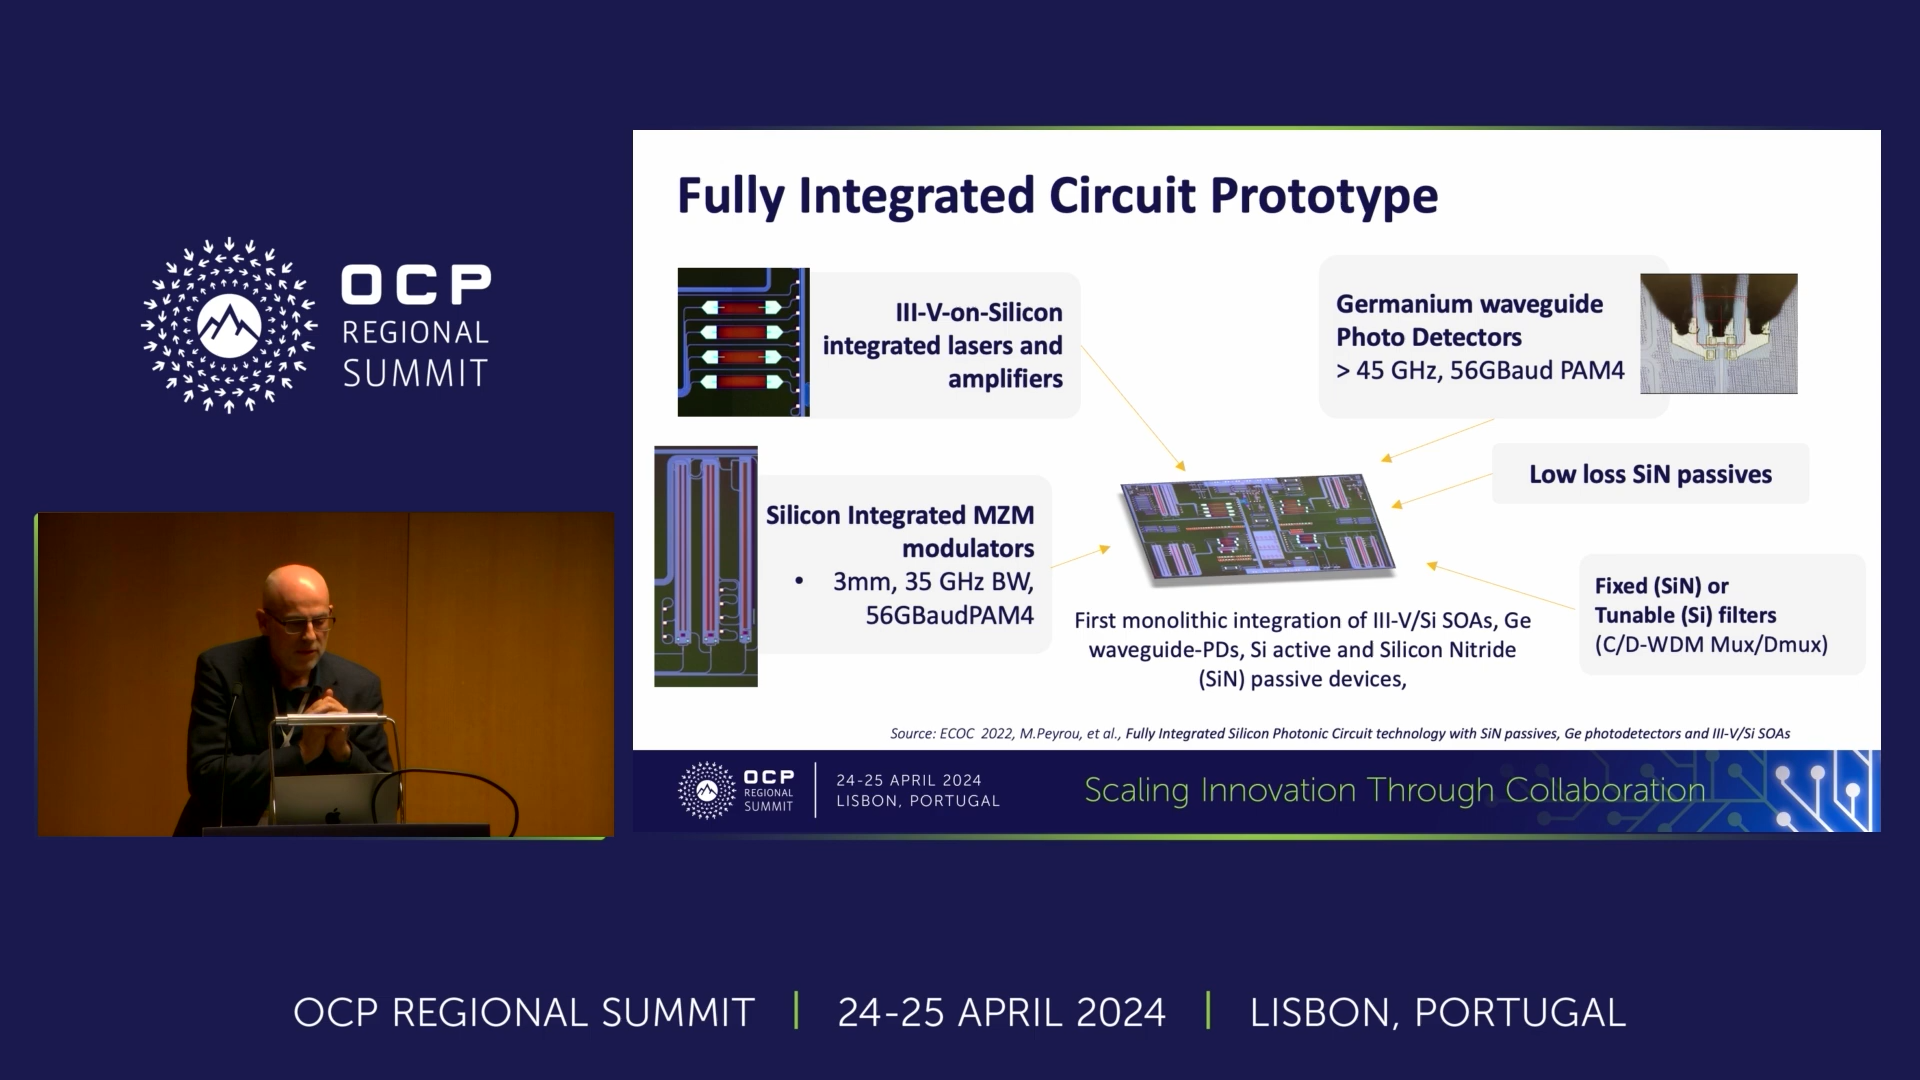 OCP
REGIONAL
SUMMIT
Fully Integrated Circuit Prototype
III-V-on-Silicon
integrated lasers and
amplifiers
Germanium waveguide
Photo Detectors
> 45 GHz, 56GBaud PAM4
Low loss SiN passives
Silicon Integrated MZM
modulators
• 3mm, 35 GHz BW,
56GBaudPAM4
Fixed (SiN) or
Tunable (Si) filters
(C/D-WDM Mux/Dmux)
First monolithic integration of III-V/Si SOAs, Ge
waveguide-PDs, Si active and Silicon Nitride
(SiN) passive devices,
Source: ECOC 2022, M.Peyrou, et al., Fully Integrated Silicon Photonic Circuit technology with SiN passives, Ge photodetectors and III-V/Si SOAs
OCP
REGIONAL
SUMMIT
24-25 APRIL 2024
LISBON, PORTUGAL
Scaling Innovation Through Collaboration
OCP REGIONAL SUMMIT | 24-25 APRIL 2024 | LISBON, PORTUGAL